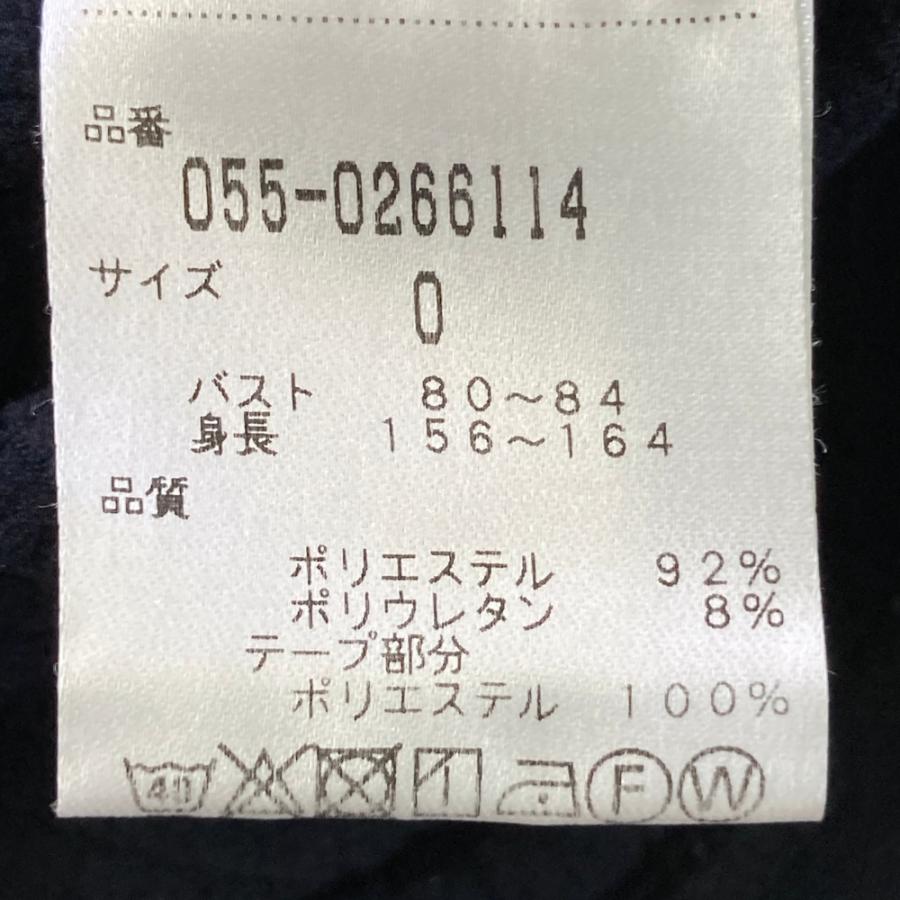 品番
055-0266114
サイズ
0
バスト 80～84
身長 156～164
品質
ポリエステル 92%
ポリウレタン 8%
テープ部分
ポリエステル 100%
40 F W